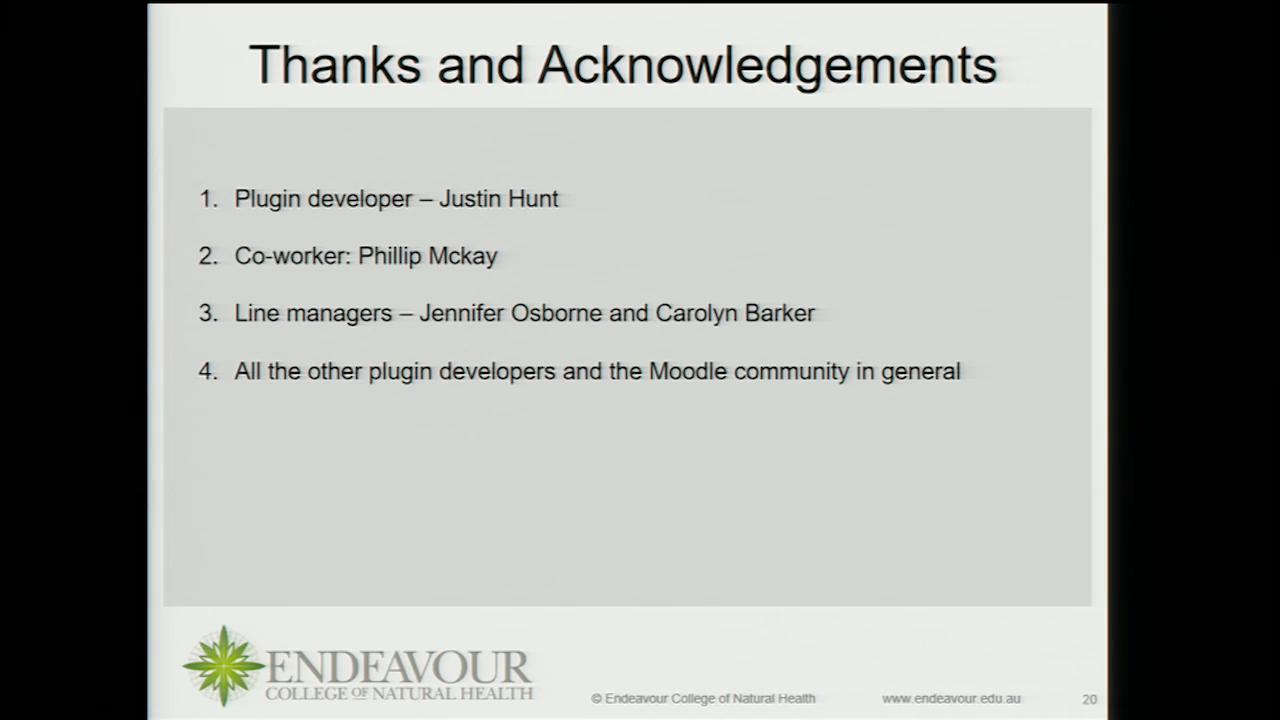 Thanks and Acknowledgements
1. Plugin developer – Justin Hunt
2. Co-worker: Phillip Mckay
3. Line managers – Jennifer Osborne and Carolyn Barker
4. All the other plugin developers and the Moodle community in general
ENDEAVOUR
COLLEGE OF NATURAL HEALTH
© Endeavour College of Natural Health
www.endeavour.edu.au
20